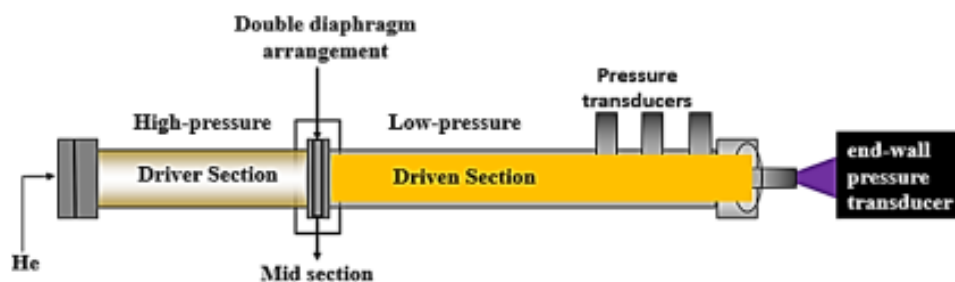 Double diaphragm
arrangement
Pressure
transducers
High-pressure
Low-pressure
Driver Section
Driven Section
end-wall
pressure
transducer
He
Mid section